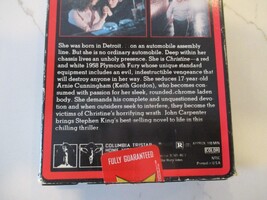 She was born in Detroit . . . on an automobile assembly
line. But she is no ordinary automobile. Deep within her
chassis lives an unholy presence. She is Christine—a red
and white 1958 Plymouth Fury whose unique standard
equipment includes an evil, indestructible vengeance that
will destroy anyone in her way. She seduces 17 year old
Arnie Cunningham (Keith Gordon), who becomes consumed
with passion for her sleek, rounded, chrome-laden
body. She demands his complete and unquestioned devotion
and when outsiders seek to interfere, they become the
victims of Christine's horrifying wrath. John Carpenter
brings Stephen King's best selling novel to life in this
chilling thriller
COLUMBIA TRISTAR
HOME
R
COLOR
FULLY GUARANTEED